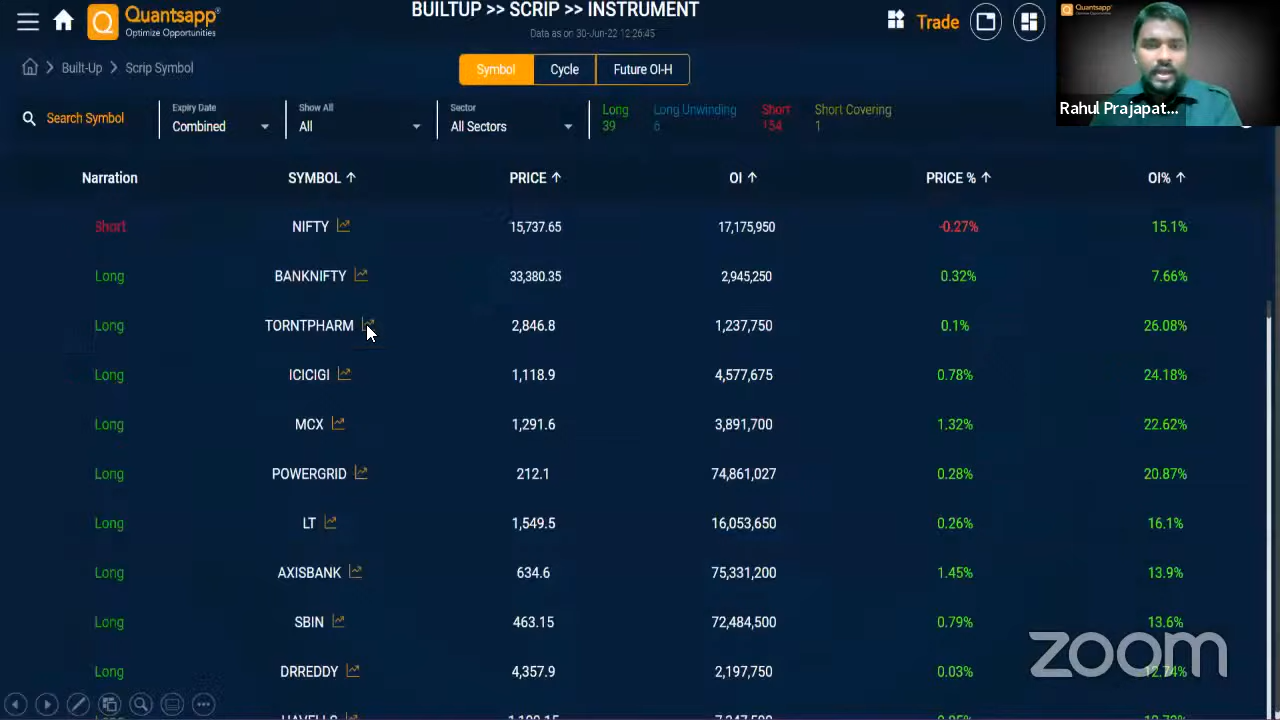 Quantsapp®
Optimize Opportunities
BUILTUP >> SCRIP >> INSTRUMENT
Data as on 30-Jun-22 12:26:45
Trade
Quantsapp
Rahul Prajapat...
Built-Up > Scrip Symbol
Symbol Cycle Future OI-H
Search Symbol
Expiry Date Combined
Show All All
Sector All Sectors
Long 39
Long Unwinding 6
Short 154
Short Covering 1
Narration SYMBOL ↑ PRICE ↑ OI ↑ PRICE % ↑ OI% ↑
Short NIFTY 15,737.65 17,175,950 -0.27% 15.1%
Long BANKNIFTY 33,380.35 2,945,250 0.32% 7.66%
Long TORNTPHARM 2,846.8 1,237,750 0.1% 26.08%
Long ICICIGI 1,118.9 4,577,675 0.78% 24.18%
Long MCX 1,291.6 3,891,700 1.32% 22.62%
Long POWERGRID 212.1 74,861,027 0.28% 20.87%
Long LT 1,549.5 16,053,650 0.26% 16.1%
Long AXISBANK 634.6 75,331,200 1.45% 13.9%
Long SBIN 463.15 72,484,500 0.79% 13.6%
Long DRREDDY 4,357.9 2,197,750 0.03% 12.74%
zoom